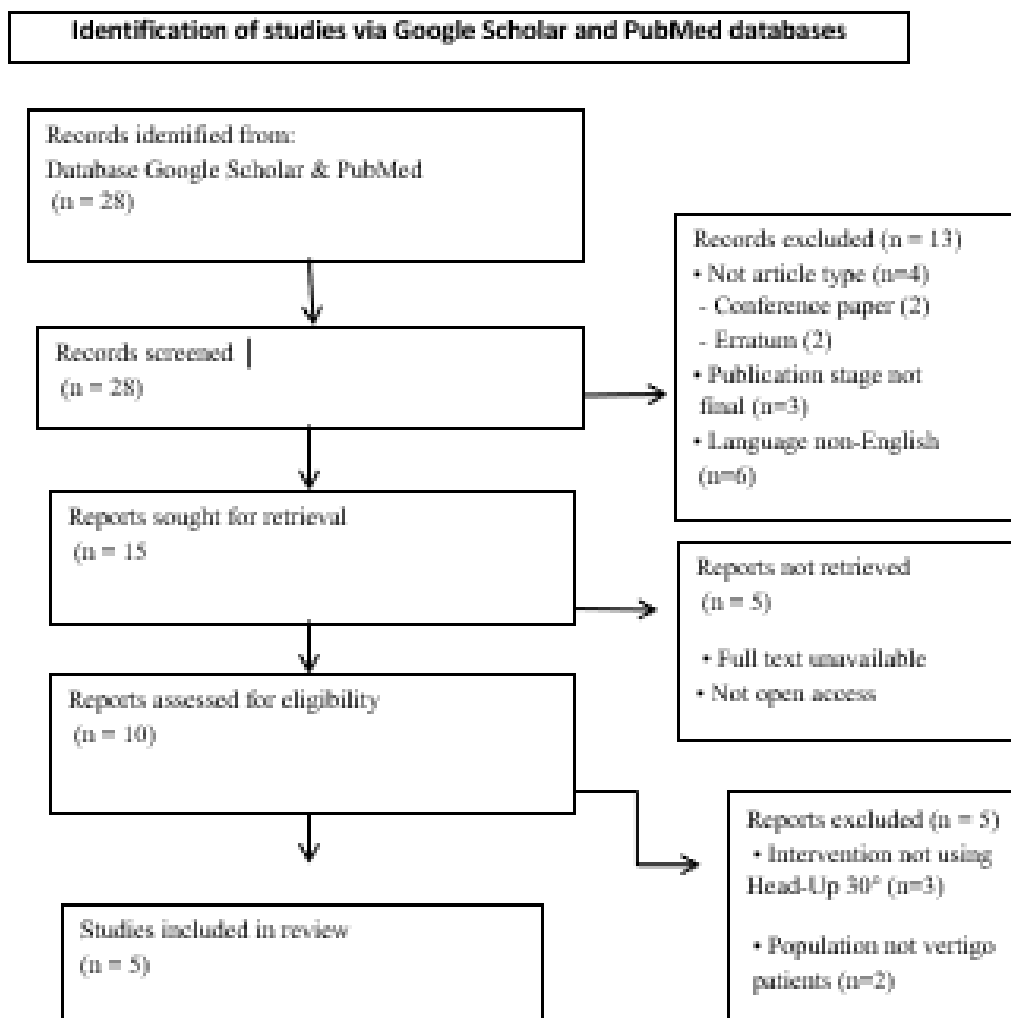 Identification of studies via Google Scholar and PubMed databases
Records identified from:
Database Google Scholar & PubMed
(n = 28)
Records screened
(n = 28)
Records excluded (n = 13)
• Not article type (n=4)
- Conference paper (2)
- Erratum (2)
• Publication stage not
final (n=3)
• Language non-English
(n=6)
Reports sought for retrieval
(n = 15
Reports not retrieved
(n = 5)
• Full text unavailable
• Not open access
Reports assessed for eligibility
(n = 10)
Reports excluded (n = 5)
• Intervention not using
Head-Up 30° (n=3)
• Population not vertigo
patients (n=2)
Studies included in review
(n = 5)